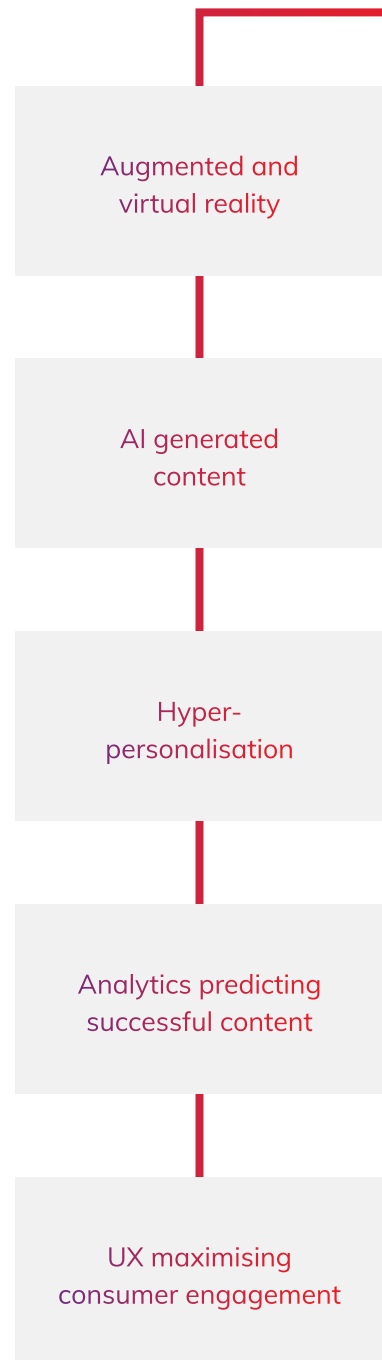 Augmented and
virtual reality
AI generated
content
Hyper-
personalisation
Analytics predicting
successful content
UX maximising
consumer engagement